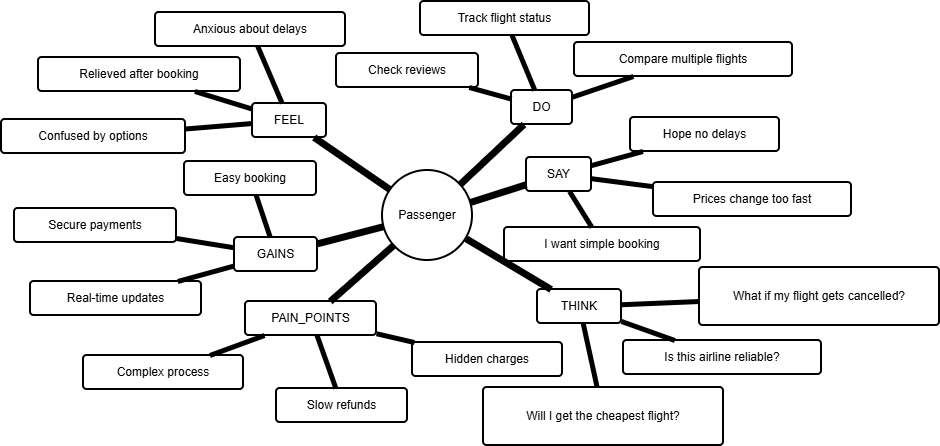 Track flight status
Anxious about delays
Compare multiple flights
Check reviews
Relieved after booking
DO
FEEL
Confused by options
Hope no delays
SAY
Easy booking
Prices change too fast
Passenger
Secure payments
I want simple booking
GAINS
Real-time updates
What if my flight gets cancelled?
THINK
PAIN_POINTS
Is this airline reliable?
Hidden charges
Complex process
Slow refunds
Will I get the cheapest flight?